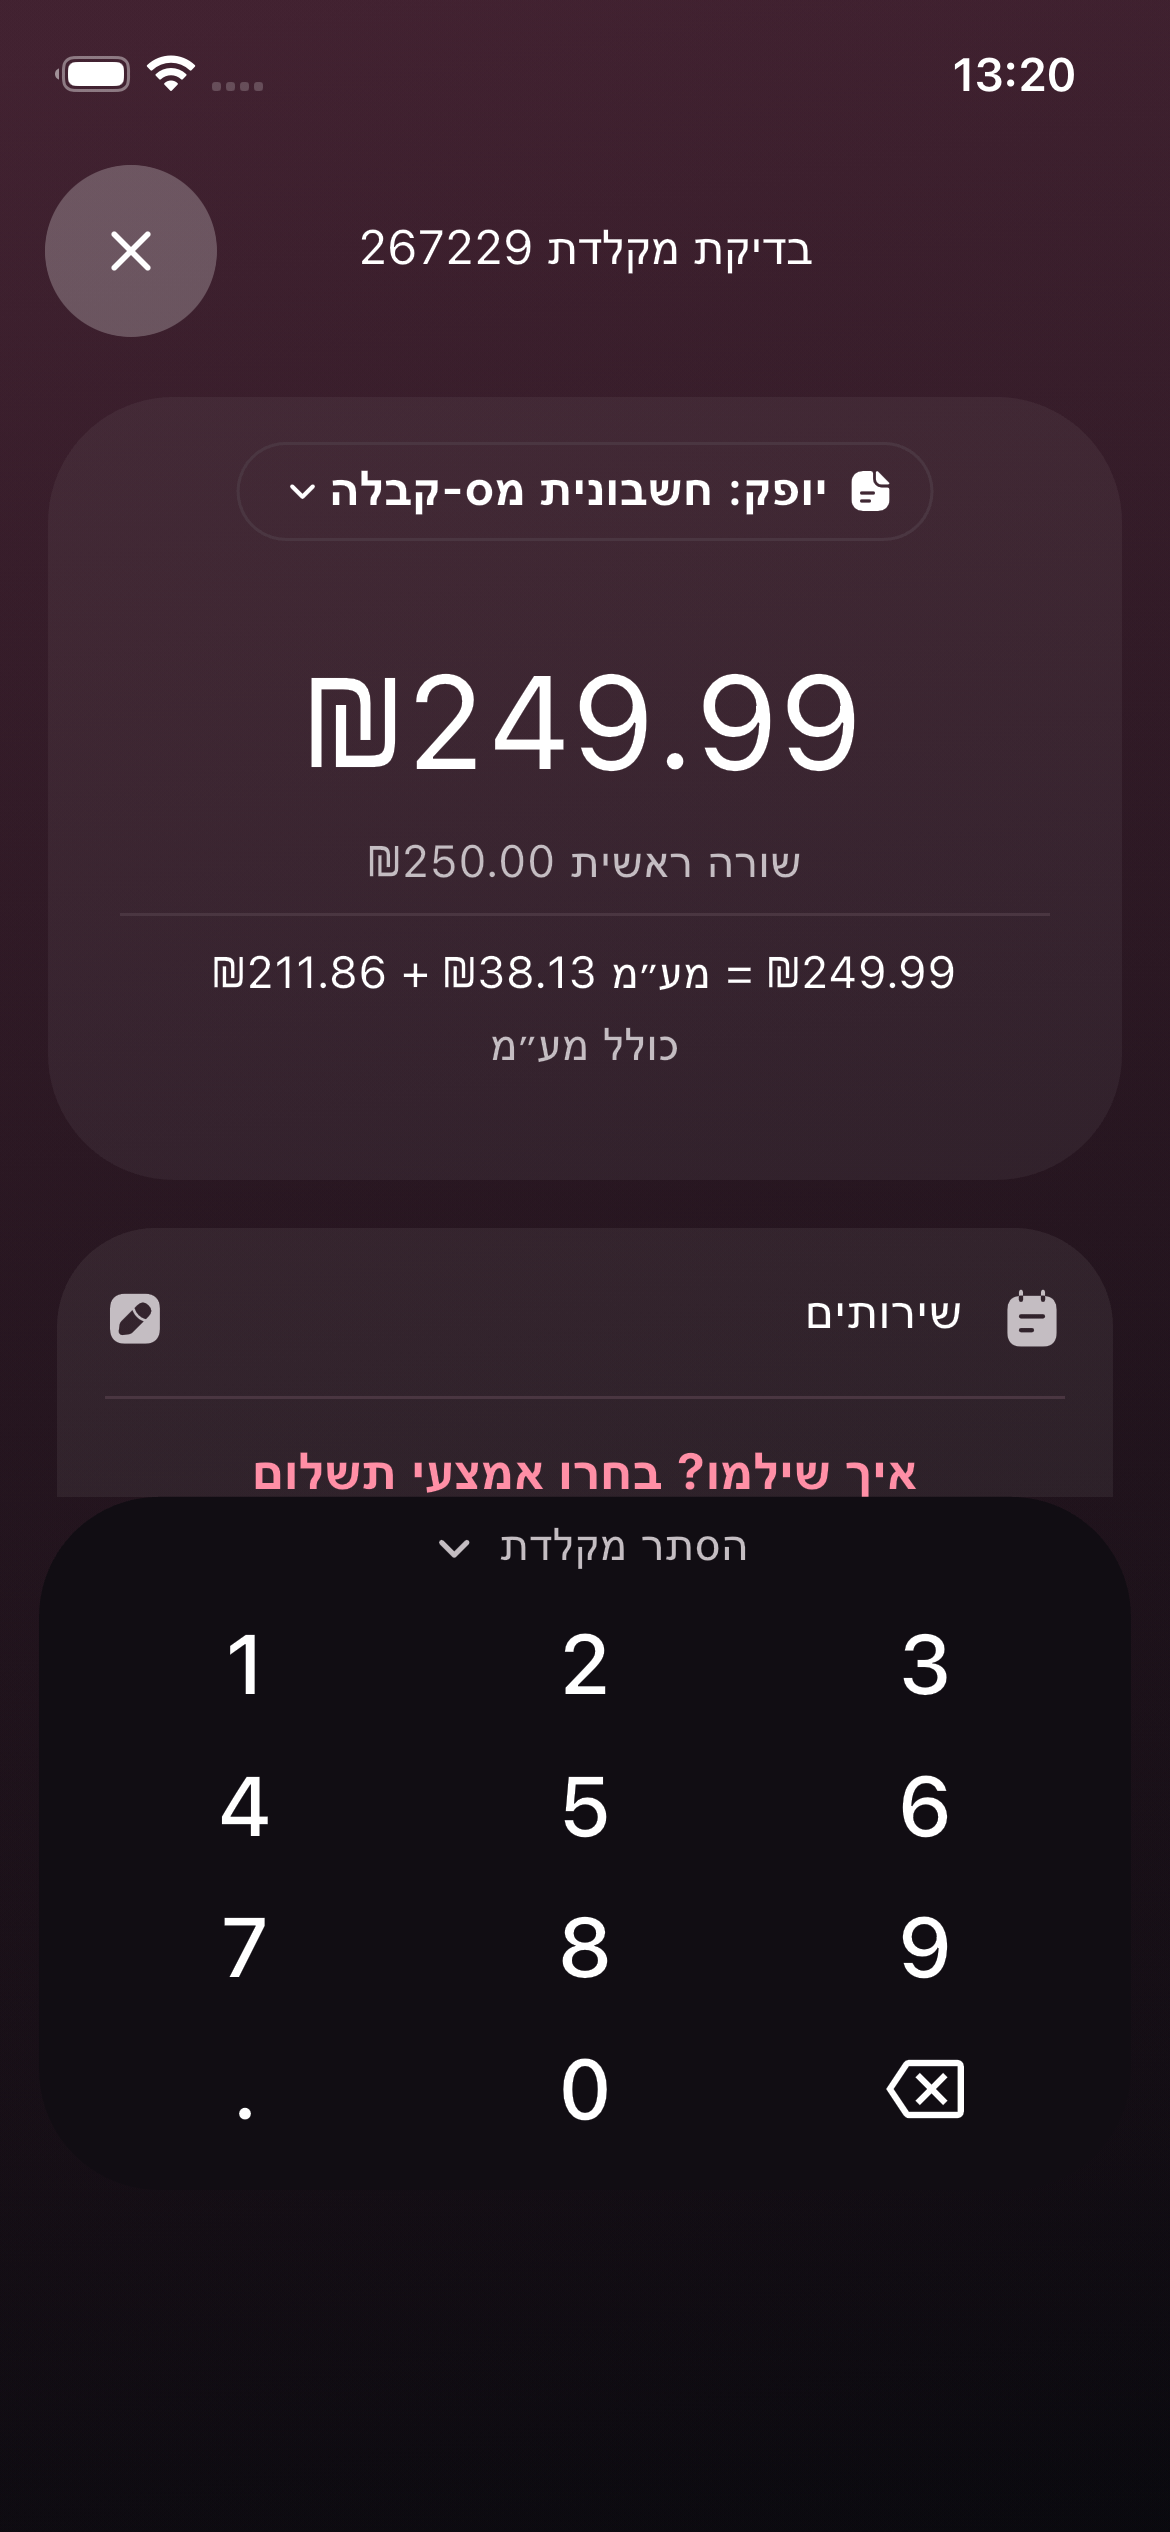 13:20
בדיקת מקלדת 267229
יופק: חשבונית מס-קבלה
₪249.99
שורה ראשית ₪250.00
₪211.86 + ₪38.13 מע״מ = ₪249.99
כולל מע״מ
שירותים
איך שילמו? בחרו אמצעי תשלום
הסתר מקלדת
1 2 3
4 5 6
7 8 9
. 0